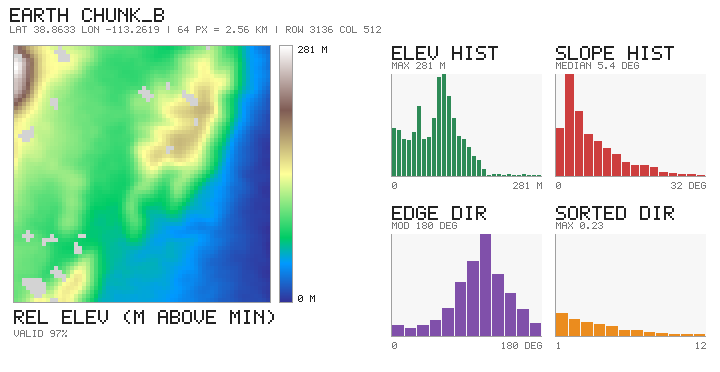 EARTH CHUNK_B
LAT 38.8633 LON -113.2619 | 64 PX = 2.56 KM | ROW 3136 COL 512
281 M
0 M
REL ELEV (M ABOVE MIN)
VALID 97%
ELEV HIST
MAX 281 M
0 281 M
SLOPE HIST
MEDIAN 5.4 DEG
0 32 DEG
EDGE DIR
MOD 180 DEG
0 180 DEG
SORTED DIR
MAX 0.23
1 12